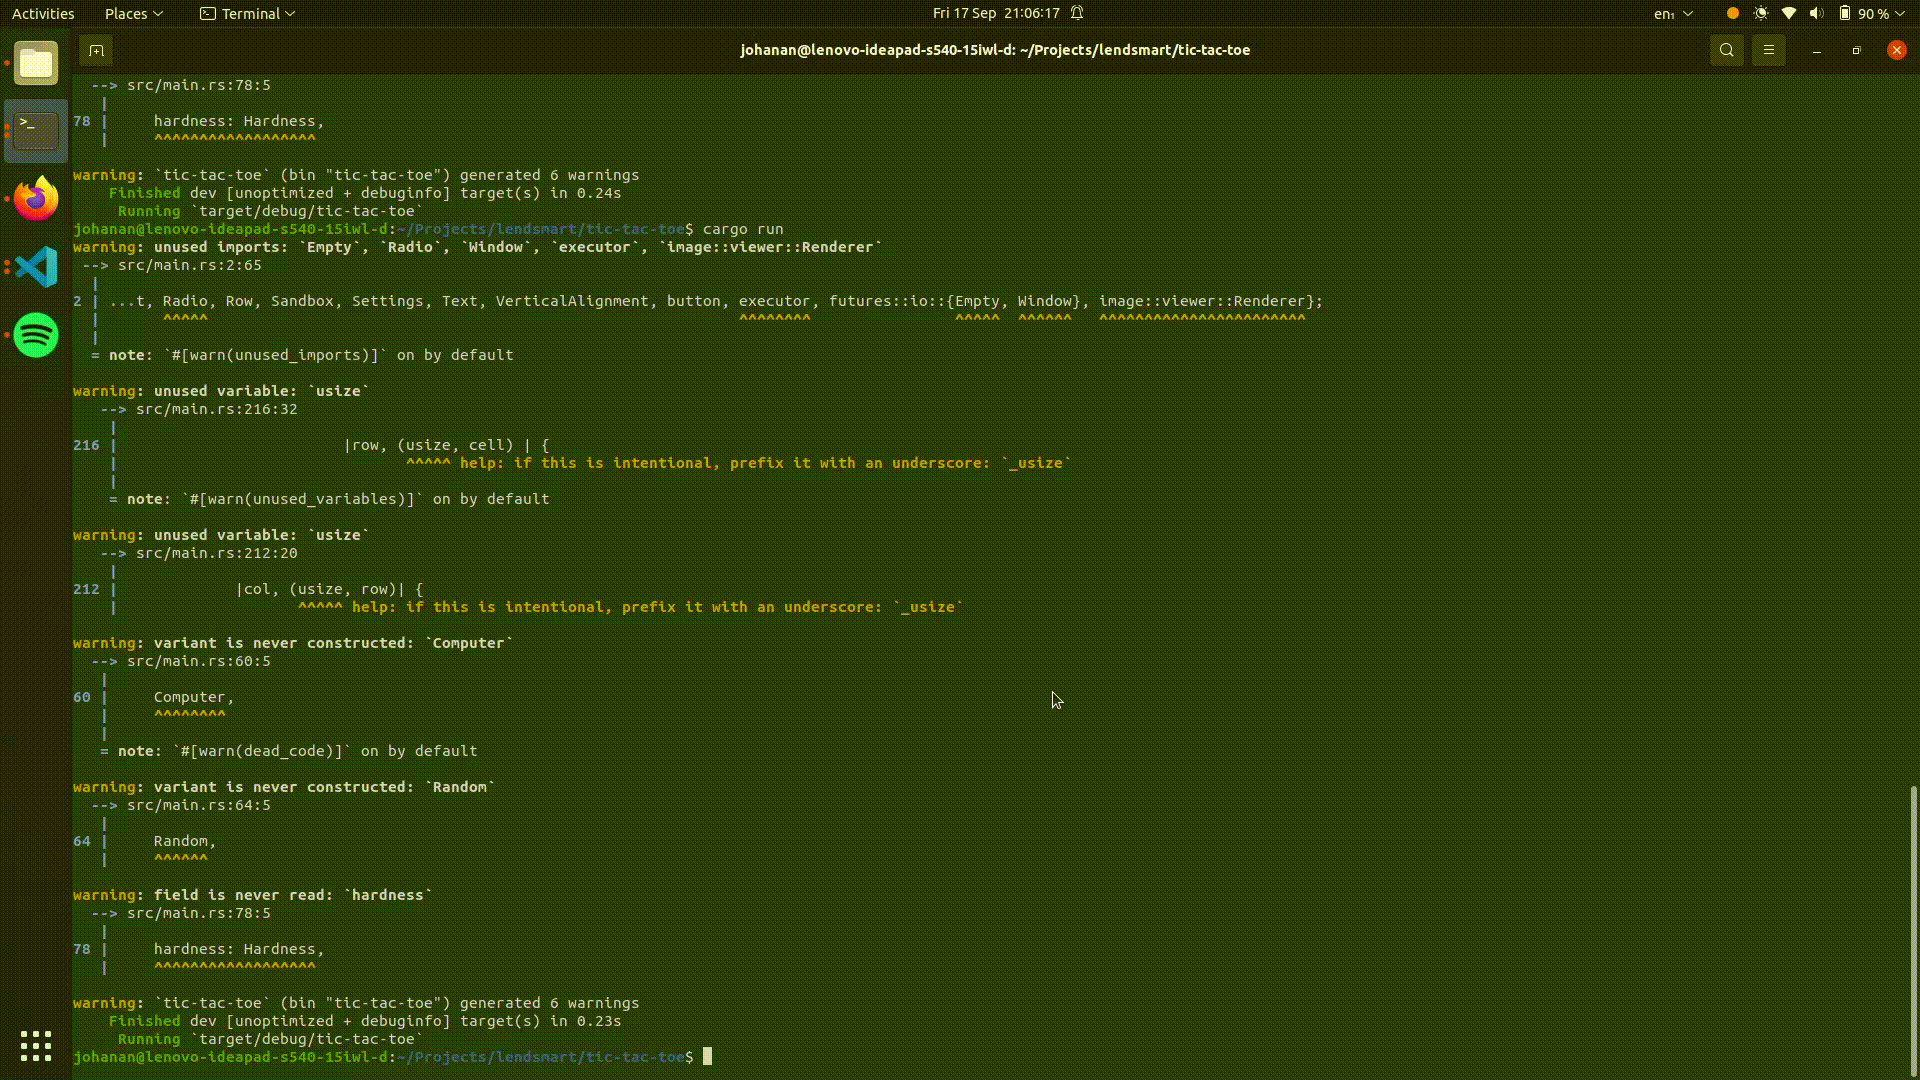 Activities Places Terminal Fri 17 Sep 21:06:17 en₁ 90 %
johanan@lenovo-ideapad-s540-15iwl-d: ~/Projects/lendsmart/tic-tac-toe
--> src/main.rs:78:5
|
78 | hardness: Hardness,
| ^^^^^^^^^^^^^^^^^^
warning: `tic-tac-toe` (bin "tic-tac-toe") generated 6 warnings
Finished dev [unoptimized + debuginfo] target(s) in 0.24s
Running `target/debug/tic-tac-toe`
johanan@lenovo-ideapad-s540-15iwl-d:~/Projects/lendsmart/tic-tac-toe$ cargo run
warning: unused imports: `Empty`, `Radio`, `Window`, `executor`, `image::viewer::Renderer`
--> src/main.rs:2:65
|
2 | ...t, Radio, Row, Sandbox, Settings, Text, VerticalAlignment, button, executor, futures::io::{Empty, Window}, image::viewer::Renderer};
| ^^^^^ ^^^^^^^^ ^^^^^ ^^^^^^ ^^^^^^^^^^^^^^^^^^^^^^^
|
= note: `#[warn(unused_imports)]` on by default
warning: unused variable: `usize`
--> src/main.rs:216:32
|
216 | |row, (usize, cell) | {
| ^^^^^ help: if this is intentional, prefix it with an underscore: `_usize`
|
= note: `#[warn(unused_variables)]` on by default
warning: unused variable: `usize`
--> src/main.rs:212:20
|
212 | |col, (usize, row)| {
| ^^^^^ help: if this is intentional, prefix it with an underscore: `_usize`
warning: variant is never constructed: `Computer`
--> src/main.rs:60:5
|
60 | Computer,
| ^^^^^^^^
|
= note: `#[warn(dead_code)]` on by default
warning: variant is never constructed: `Random`
--> src/main.rs:64:5
|
64 | Random,
| ^^^^^^
warning: field is never read: `hardness`
--> src/main.rs:78:5
|
78 | hardness: Hardness,
| ^^^^^^^^^^^^^^^^^^
warning: `tic-tac-toe` (bin "tic-tac-toe") generated 6 warnings
Finished dev [unoptimized + debuginfo] target(s) in 0.23s
Running `target/debug/tic-tac-toe`
johanan@lenovo-ideapad-s540-15iwl-d:~/Projects/lendsmart/tic-tac-toe$